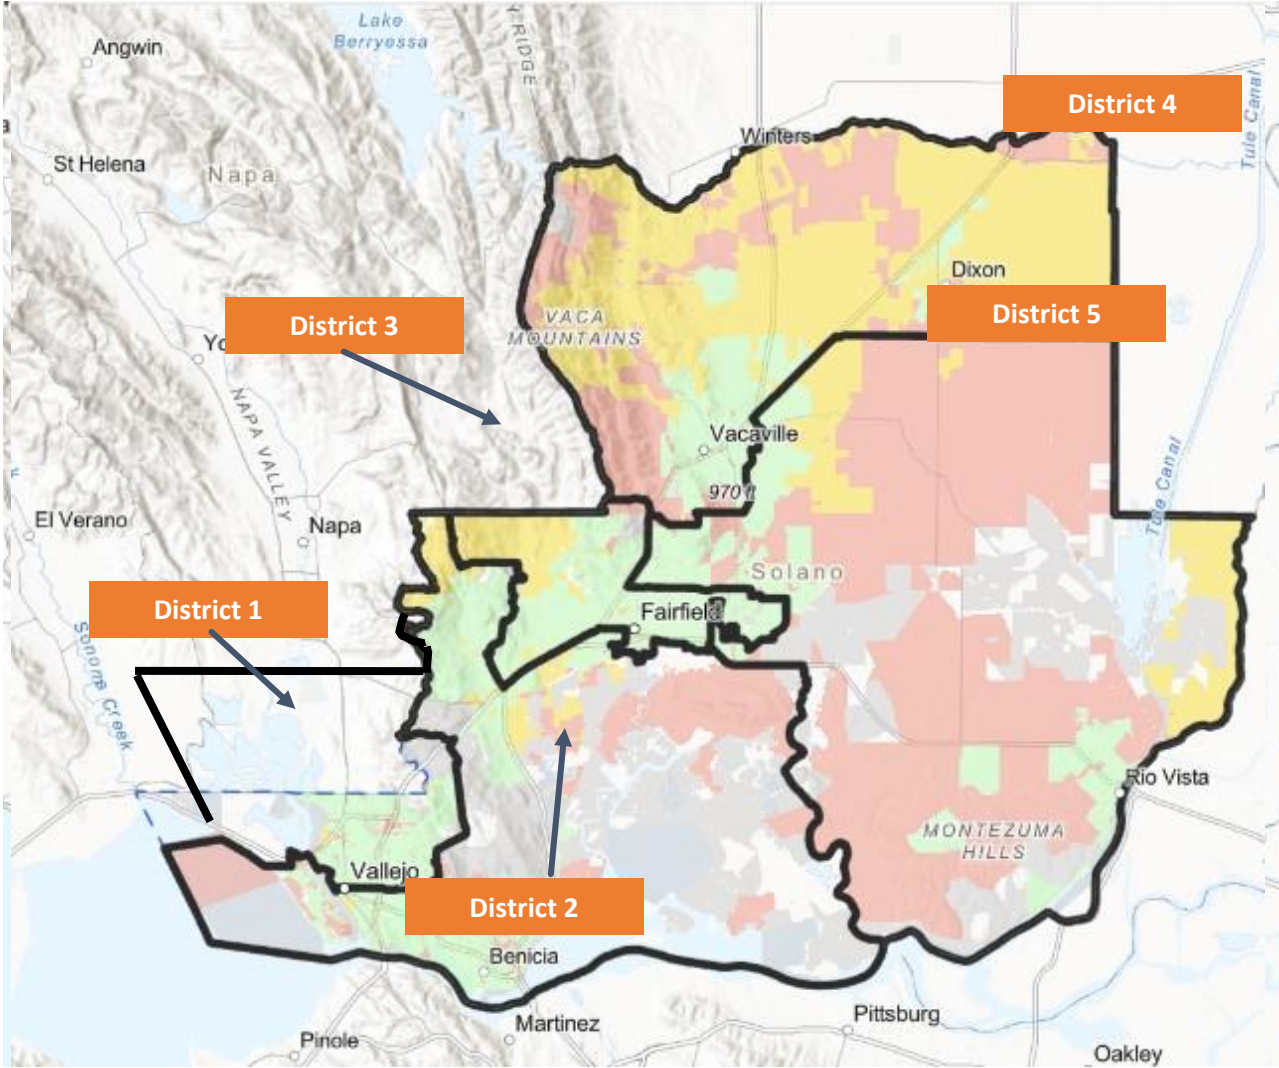 Lake
Berryessa
RIDGE
Angwin
Tule Canal
District 4
Winters
St Helena
Napa
Dixon
District 3
District 5
VACA
MOUNTAINS
Yo
NAPA VALLEY
Vacaville
Tule Canal
970 ft
El Verano
Napa
Solano
District 1
Fairfield
Sonoma Creek
Rio Vista
MONTEZUMA
HILLS
Vallejo
District 2
Benicia
Martinez
Pittsburg
Pinole
Oakley